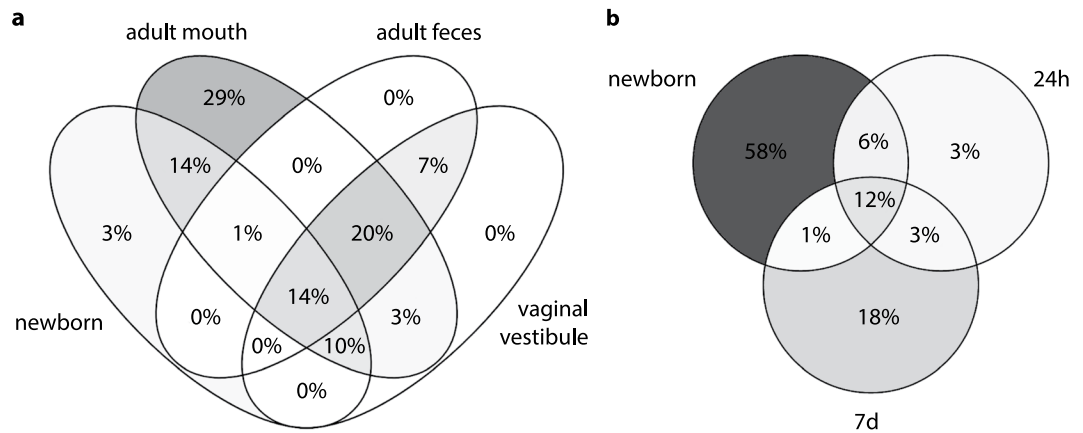 a
adult mouth
adult feces
29%
0%
14%
0%
7%
3%
1%
20%
0%
14%
newborn
0%
3%
vaginal
vestibule
0%
10%
0%
b
newborn
24h
58%
6%
3%
12%
1%
3%
18%
7d